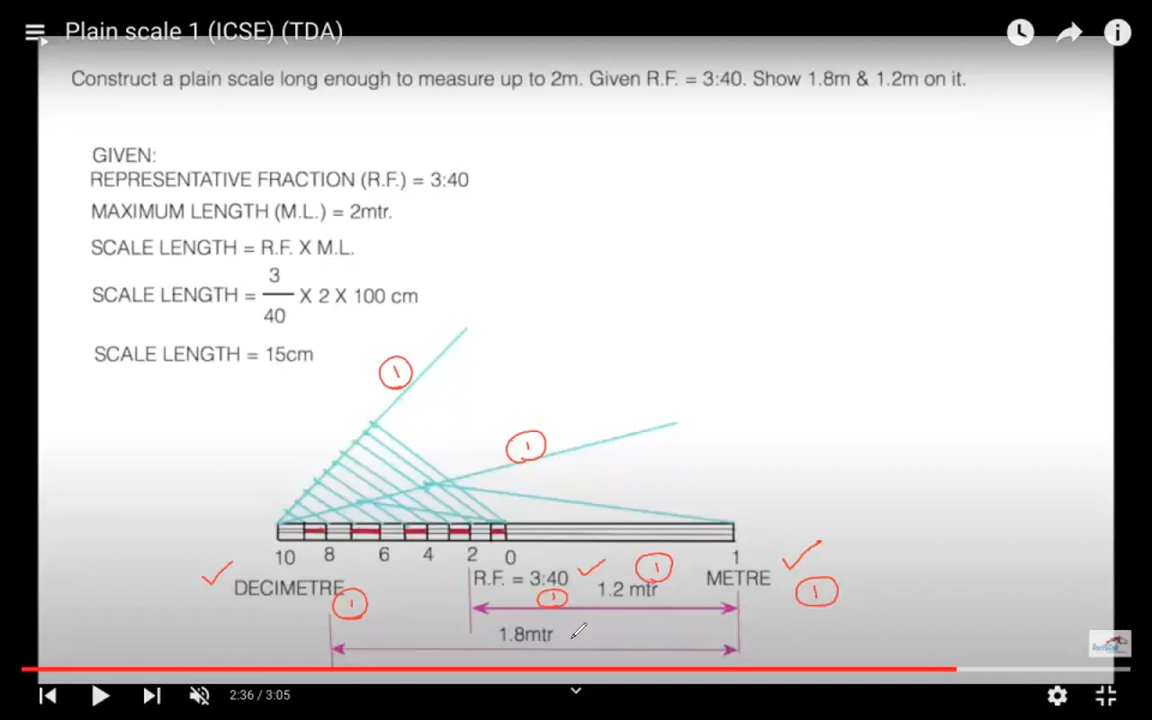 Plain scale 1 (ICSE) (TDA)
Construct a plain scale long enough to measure up to 2m. Given R.F. = 3:40. Show 1.8m & 1.2m on it.
GIVEN:
REPRESENTATIVE FRACTION (R.F.) = 3:40
MAXIMUM LENGTH (M.L.) = 2mtr.
SCALE LENGTH = R.F. X M.L.
3
SCALE LENGTH = — X 2 X 100 cm
40
SCALE LENGTH = 15cm
1
1
10 8 6 4 2 0 1
DECIMETRE R.F. = 3:40 1 METRE
1 1 1.2 mtr 1
1.8mtr
2:36 / 3:05